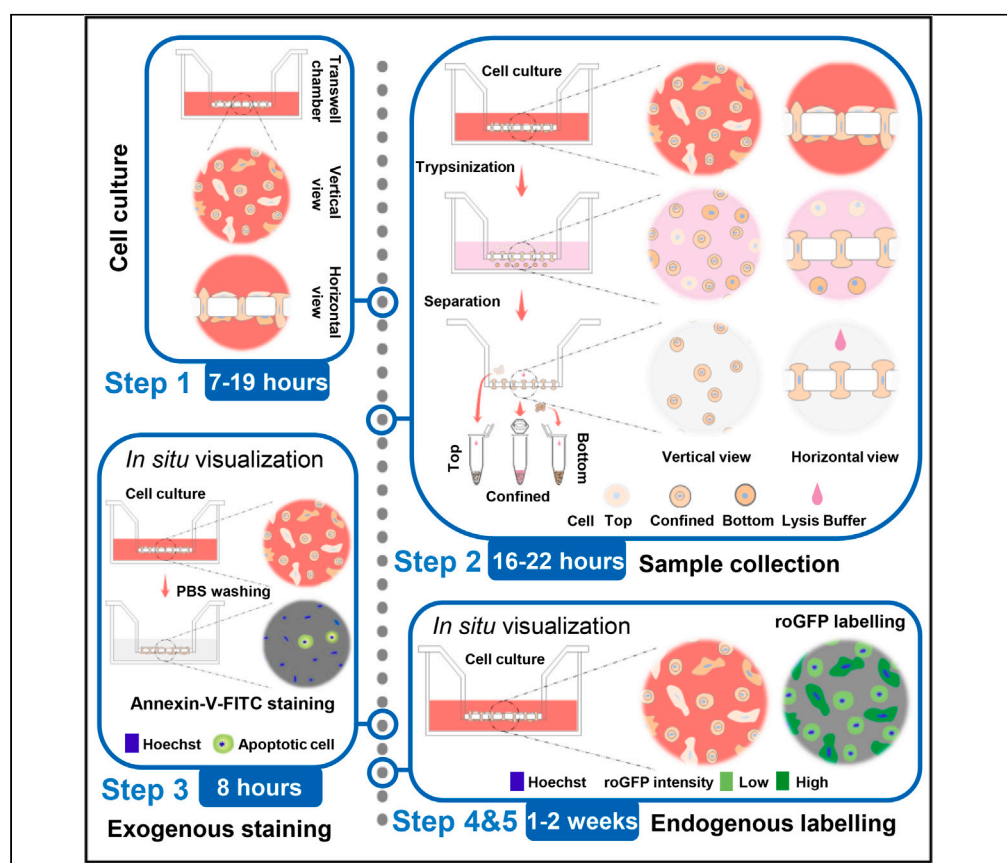 Cell culture
Transwell
chamber
Vertical
view
Horizontal
view
Step 1
7-19 hours
Cell culture
Trypsinization
Separation
Top
Confined
Bottom
Vertical view
Horizontal view
Cell Top Confined Bottom Lysis Buffer
Step 2
16-22 hours
Sample collection
In situ visualization
Cell culture
PBS washing
Annexin-V-FITC staining
Hoechst
Apoptotic cell
Step 3
8 hours
Exogenous staining
In situ visualization
roGFP labelling
Cell culture
Hoechst roGFP intensity Low High
Step 4&5
1-2 weeks
Endogenous labelling